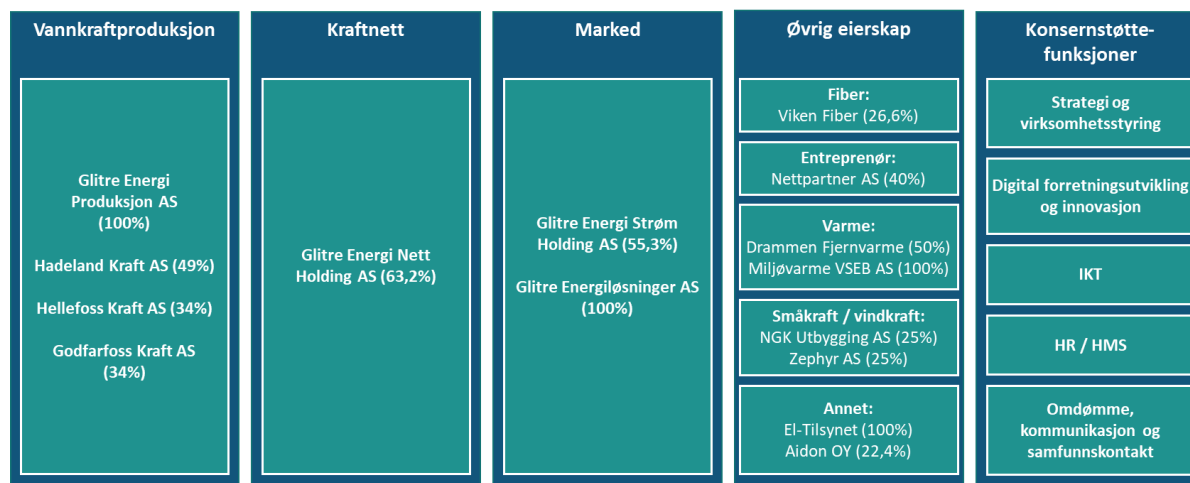 Vannkraftproduksjon
Glitre Energi
Produksjon AS
(100%)
Hadeland Kraft AS (49%)
Hellefoss Kraft AS (34%)
Godfarfoss Kraft AS
(34%)
Kraftnett
Glitre Energi Nett
Holding AS (63,2%)
Marked
Glitre Energi Strøm
Holding AS (55,3%)
Glitre Energiløsninger AS
(100%)
Øvrig eierskap
Fiber:
Viken Fiber (26,6%)
Entreprenør:
Nettpartner AS (40%)
Varme:
Drammen Fjernvarme (50%)
Miljøvarme VSEB AS (100%)
Småkraft / vindkraft:
NGK Utbygging AS (25%)
Zephyr AS (25%)
Annet:
El-Tilsynet (100%)
Aidon OY (22,4%)
Konsernstøtte-
funksjoner
Strategi og
virksomhetsstyring
Digital forretningsutvikling
og innovasjon
IKT
HR / HMS
Omdømme,
kommunikasjon og
samfunnskontakt